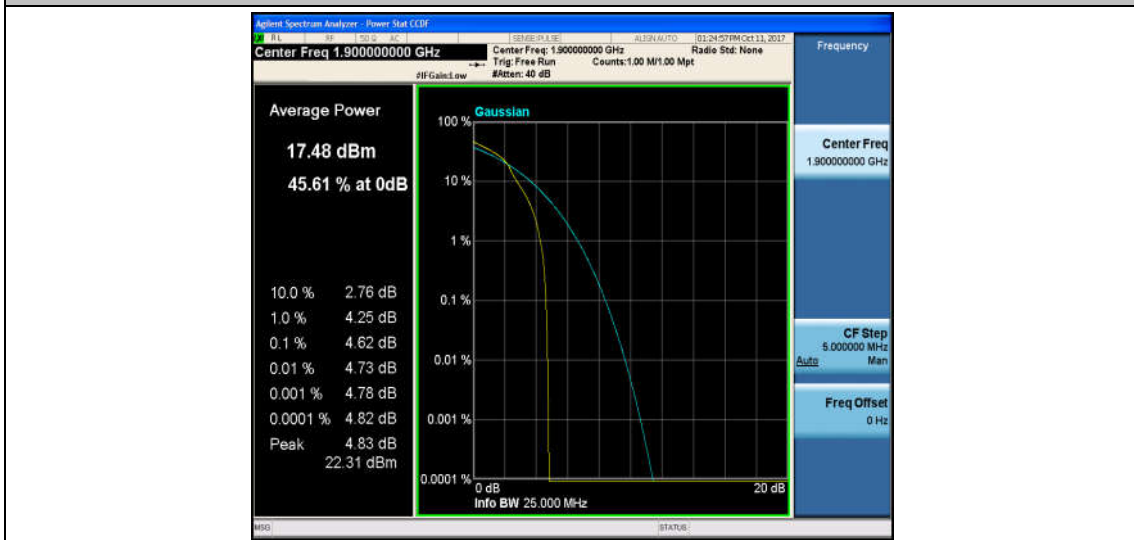 Agilent Spectrum Analyzer - Power Stat CCDF
RL RF 50 Ω AC SENSE:PULSE ALIGN AUTO 01:24:57 PM Oct 11, 2017
Center Freq 1.900000000 GHz
Center Freq: 1.900000000 GHz Radio Std: None
Trig: Free Run Counts:1.00 M/1.00 Mpt
#IFGain:Low #Atten: 40 dB
Frequency
Average Power
17.48 dBm
45.61 % at 0dB
10.0 % 2.76 dB
1.0 % 4.25 dB
0.1 % 4.62 dB
0.01 % 4.73 dB
0.001 % 4.78 dB
0.0001 % 4.82 dB
Peak 4.83 dB
22.31 dBm
Gaussian
100 %
10 %
1 %
0.1 %
0.01 %
0.001 %
0.0001 %
0 dB 20 dB
Info BW 25.000 MHz
Center Freq
1.900000000 GHz
CF Step
5.000000 MHz
Auto Man
Freq Offset
0 Hz
MSG STATUS